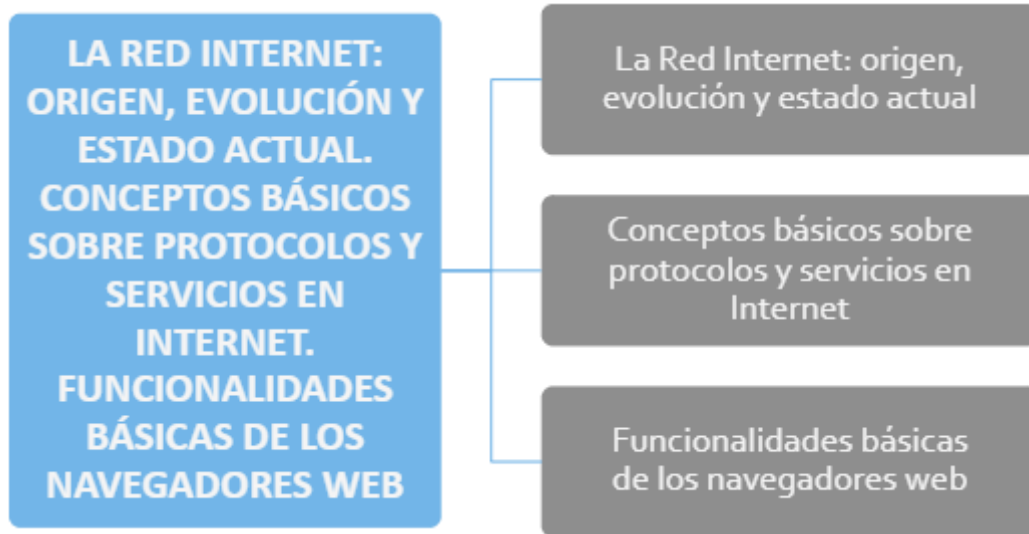 LA RED INTERNET:
ORIGEN, EVOLUCIÓN Y
ESTADO ACTUAL.
CONCEPTOS BÁSICOS
SOBRE PROTOCOLOS Y
SERVICIOS EN
INTERNET.
FUNCIONALIDADES
BÁSICAS DE LOS
NAVEGADORES WEB
La Red Internet: origen,
evolución y estado actual
Conceptos básicos sobre
protocolos y servicios en
Internet
Funcionalidades básicas
de los navegadores web